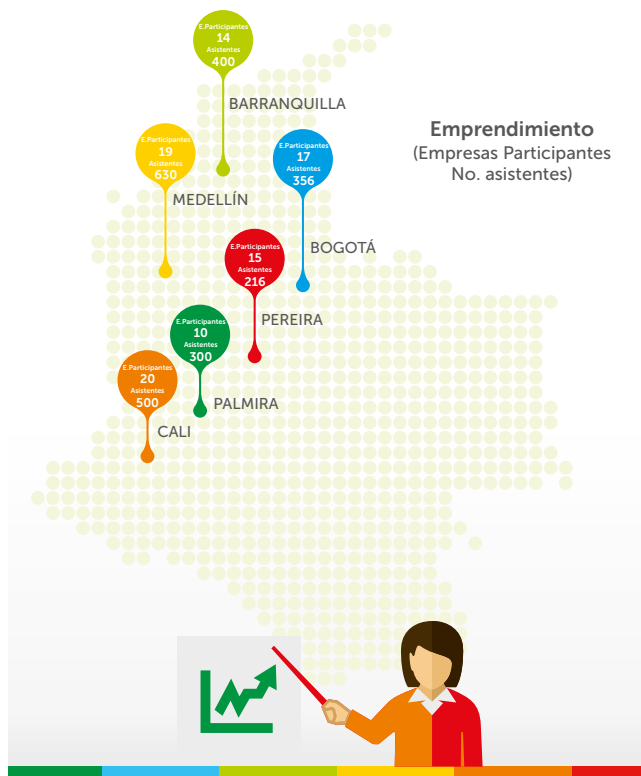 E.Participantes
14
Asistentes
400
BARRANQUILLA
Emprendimiento
(Empresas Participantes
No. asistentes)
E.Participantes
19
Asistentes
630
MEDELLÍN
E.Participantes
17
Asistentes
356
BOGOTÁ
E.Participantes
15
Asistentes
216
PEREIRA
E.Participantes
10
Asistentes
300
PALMIRA
E.Participantes
20
Asistentes
500
CALI